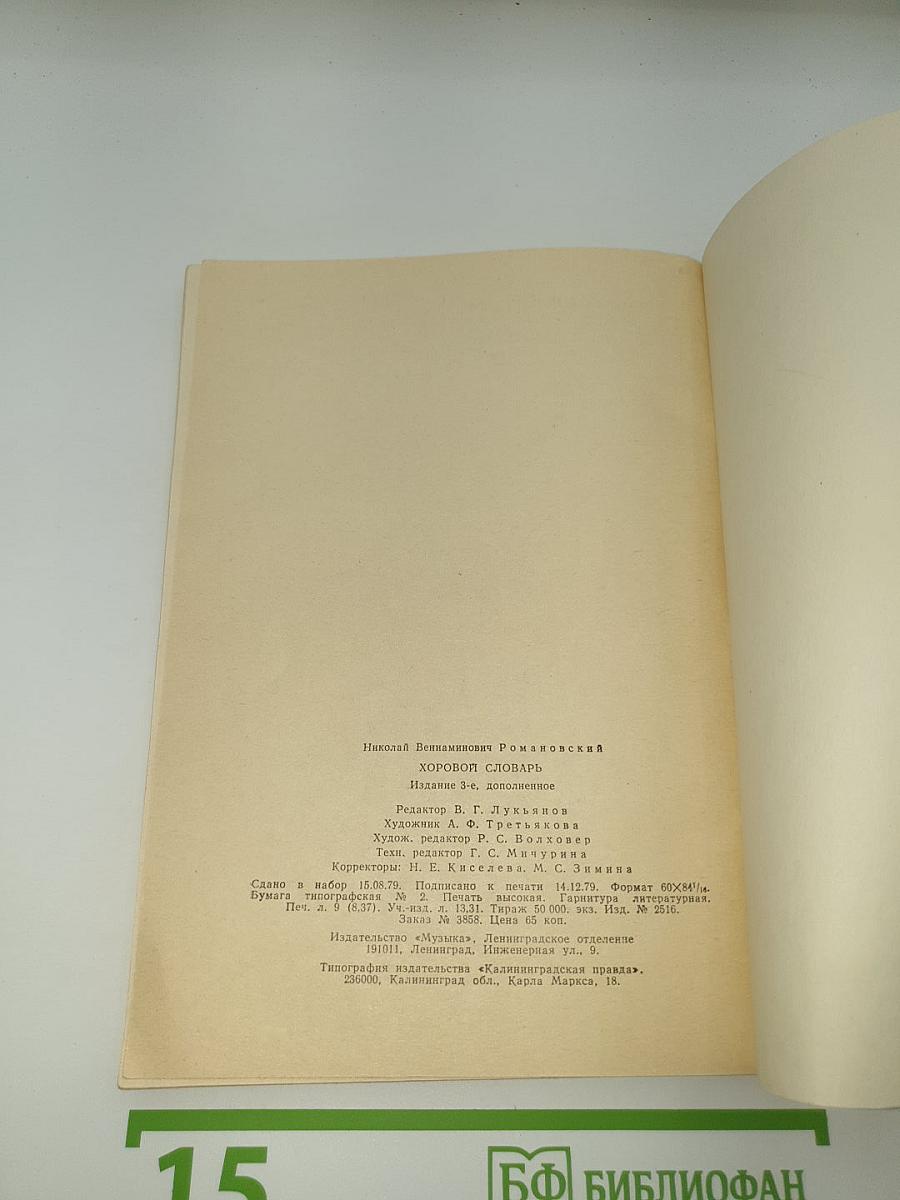 Николай Вениаминович Романовский
ХОРОВОЙ СЛОВАРЬ
Издание 3-е, дополненное
Редактор В. Г. Лукьянов
Художник А. Ф. Третьякова
Худож. редактор Р. С. Волховер
Техн. редактор Г. С. Мичурина
Корректоры: Н. Е. Киселева, М. С. Зимина
Сдано в набор 15.08.79. Подписано к печати 14.12.79. Формат 60×84¹/₁₆.
Бумага типографская № 2. Печать высокая. Гарнитура литературная.
Печ. л. 9 (8,37). Уч.-изд. л. 13,31. Тираж 50 000. экз. Изд. № 2516.
Заказ № 3858. Цена 65 коп.
Издательство «Музыка», Ленинградское отделение
191011, Ленинград, Инженерная ул., 9.
Типография издательства «Калининградская правда».
236000, Калининград обл., Карла Маркса, 18.
15
БФ БИБЛИОФАН